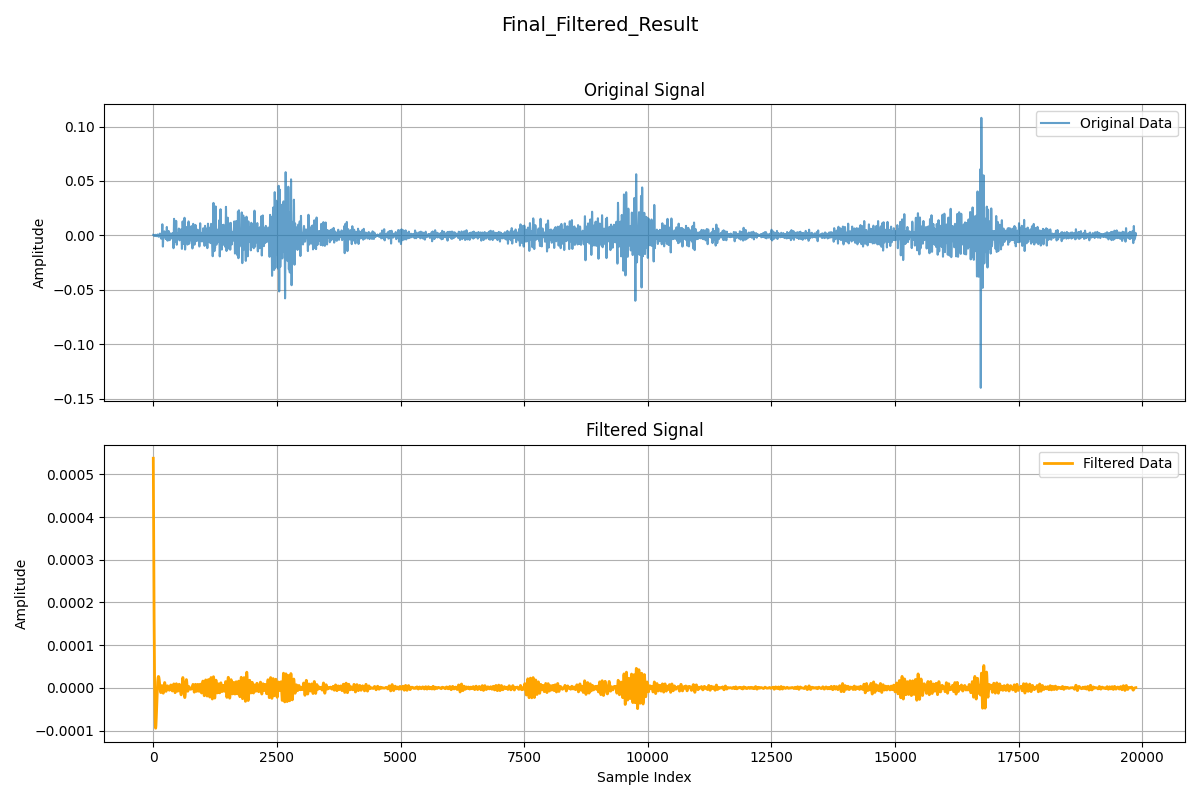 Final_Filtered_Result
Original Signal
Original Data
Amplitude
0.10
0.05
0.00
−0.05
−0.10
−0.15
Filtered Signal
Filtered Data
Amplitude
0.0005
0.0004
0.0003
0.0002
0.0001
0.0000
−0.0001
0 2500 5000 7500 10000 12500 15000 17500 20000
Sample Index